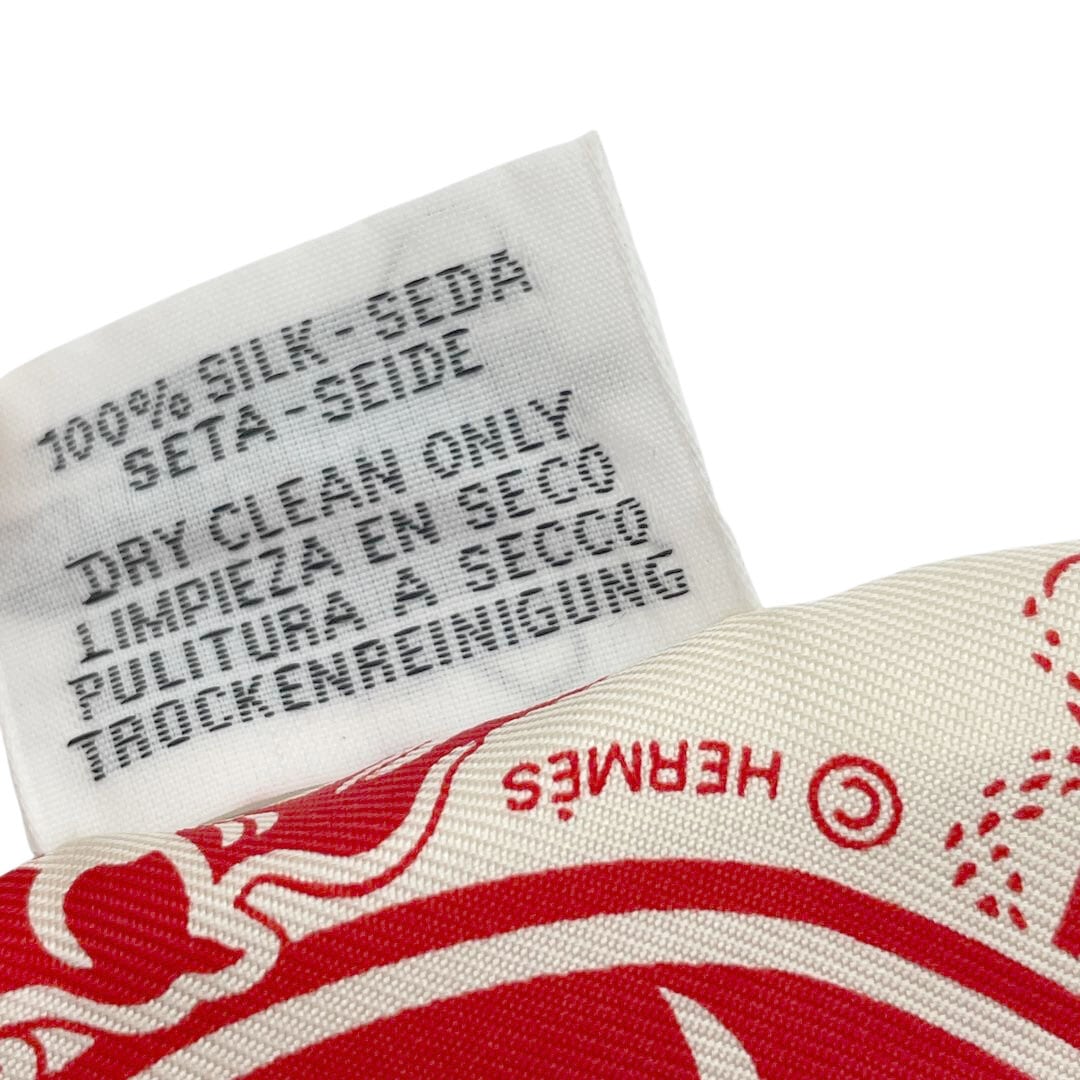 100% SILK - SEDA
SETA - SEIDE
DRY CLEAN ONLY
LIMPIEZA EN SECO
PULITURA A SECCO
TROCKENREINIGUNG
© HERMÈS